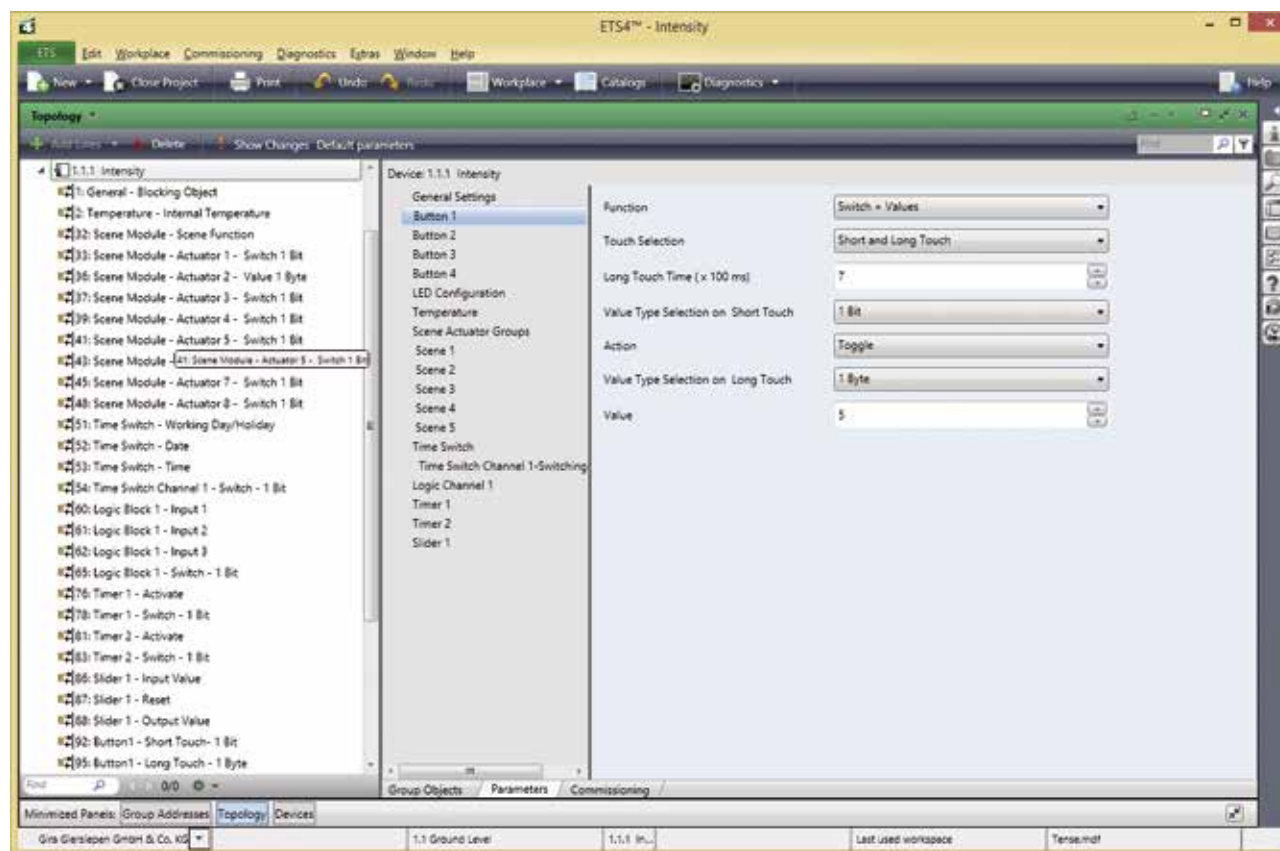 ETS4™ - Intensity
ETS Edit Workplace Commissioning Diagnostics Extras Window Help
New Close Project Print Undo Redo Workplace Catalogs Diagnostics Help
Topology
Add Lines Delete Show Changes Default parameters Find
1.1.1 Intensity
1: General - Blocking Object
2: Temperature - Internal Temperature
32: Scene Module - Scene Function
33: Scene Module - Actuator 1 - Switch 1 Bit
36: Scene Module - Actuator 2 - Value 1 Byte
37: Scene Module - Actuator 3 - Switch 1 Bit
39: Scene Module - Actuator 4 - Switch 1 Bit
41: Scene Module - Actuator 5 - Switch 1 Bit
43: Scene Module -
41: Scene Module - Actuator 5 - Switch 1 Bit
45: Scene Module - Actuator 7 - Switch 1 Bit
48: Scene Module - Actuator 8 - Switch 1 Bit
51: Time Switch - Working Day/Holiday
52: Time Switch - Date
53: Time Switch - Time
54: Time Switch Channel 1 - Switch - 1 Bit
60: Logic Block 1 - Input 1
61: Logic Block 1 - Input 2
62: Logic Block 1 - Input 3
65: Logic Block 1 - Switch - 1 Bit
76: Timer 1 - Activate
78: Timer 1 - Switch - 1 Bit
81: Timer 2 - Activate
83: Timer 2 - Switch - 1 Bit
86: Slider 1 - Input Value
87: Slider 1 - Reset
88: Slider 1 - Output Value
92: Button1 - Short Touch- 1 Bit
95: Button1 - Long Touch - 1 Byte
Find 0/0
Device: 1.1.1 Intensity
General Settings
Button 1
Button 2
Button 3
Button 4
LED Configuration
Temperature
Scene Actuator Groups
Scene 1
Scene 2
Scene 3
Scene 4
Scene 5
Time Switch
Time Switch Channel 1-Switching
Logic Channel 1
Timer 1
Timer 2
Slider 1
Function Switch + Values
Touch Selection Short and Long Touch
Long Touch Time ( x 100 ms) 7
Value Type Selection on Short Touch 1 Bit
Action Toggle
Value Type Selection on Long Touch 1 Byte
Value 5
Group Objects Parameters Commissioning
Minimized Panels: Group Addresses Topology Devices
Gira Giersiepen GmbH & Co. KG 1.1 Ground Level 1.1.1 In... Last used workspace Tense.mdf